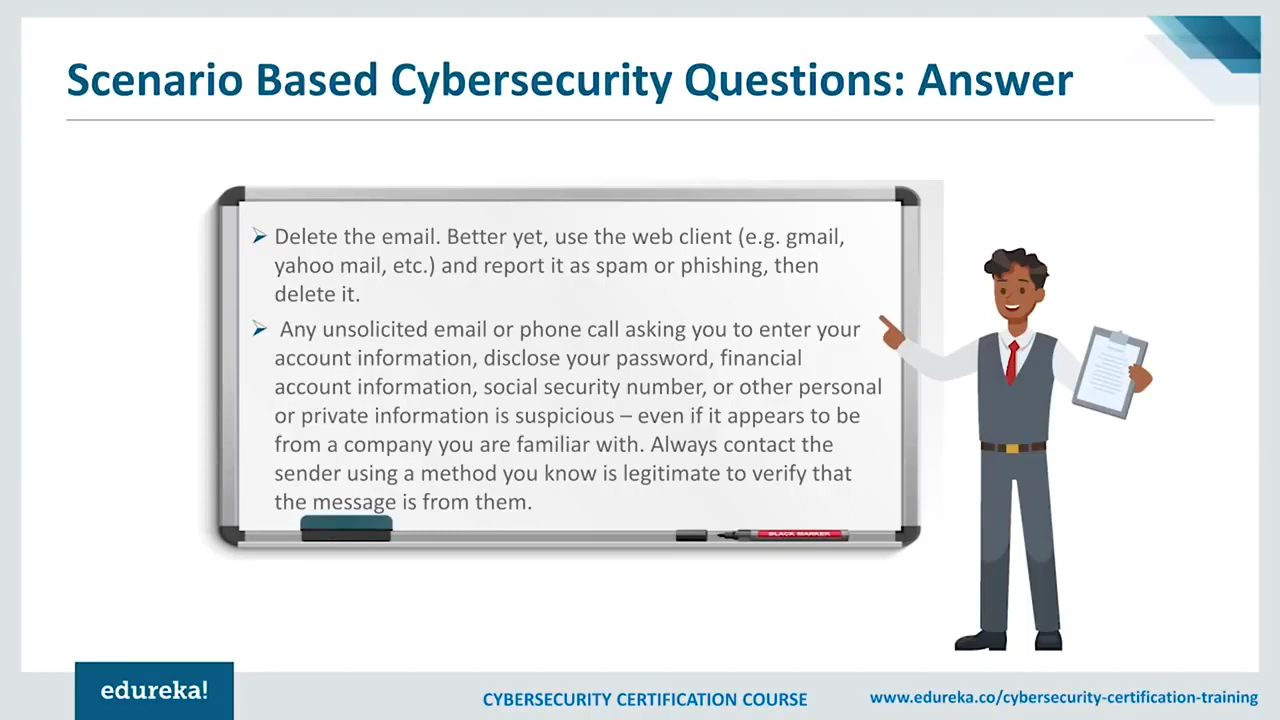 Scenario Based Cybersecurity Questions: Answer
Delete the email. Better yet, use the web client (e.g. gmail,
yahoo mail, etc.) and report it as spam or phishing, then
delete it.
Any unsolicited email or phone call asking you to enter your
account information, disclose your password, financial
account information, social security number, or other personal
or private information is suspicious – even if it appears to be
from a company you are familiar with. Always contact the
sender using a method you know is legitimate to verify that
the message is from them.
BLACK MARKER
edureka!
CYBERSECURITY CERTIFICATION COURSE
www.edureka.co/cybersecurity-certification-training